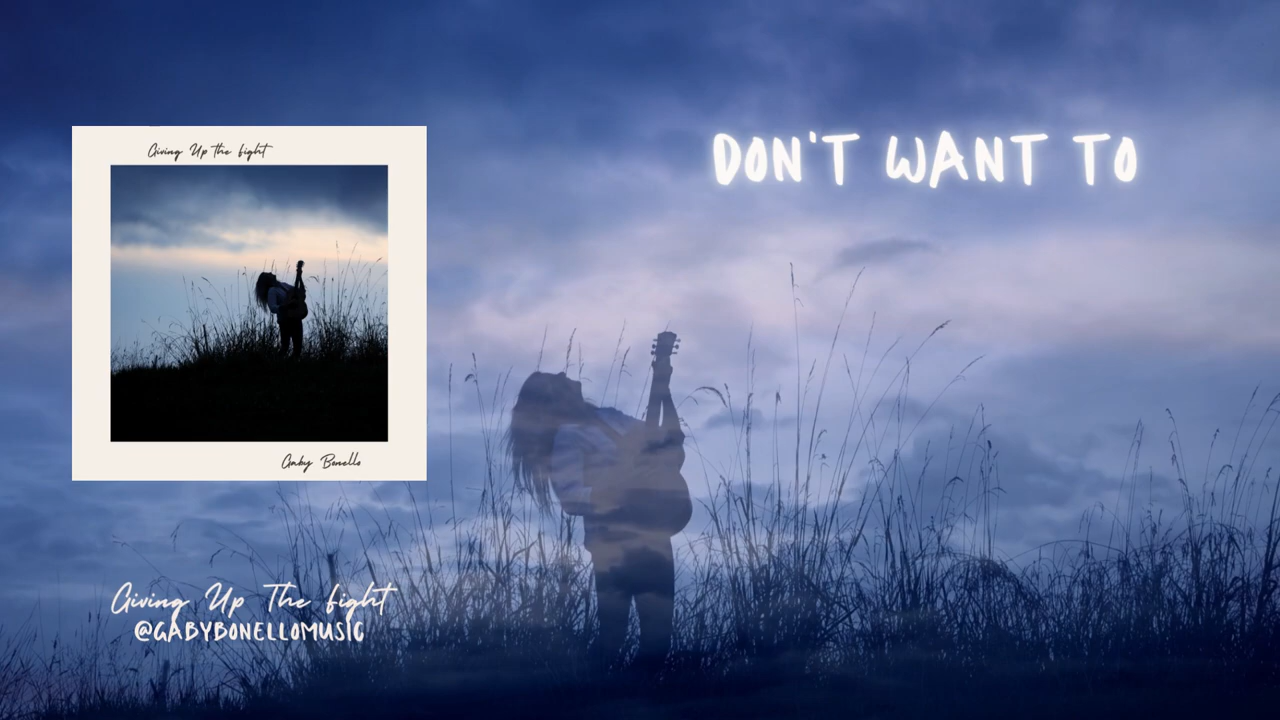 Giving Up The fight
Gaby Bonello
Giving Up The fight
@GABYBONELLOMUSIC
DON'T WANT TO